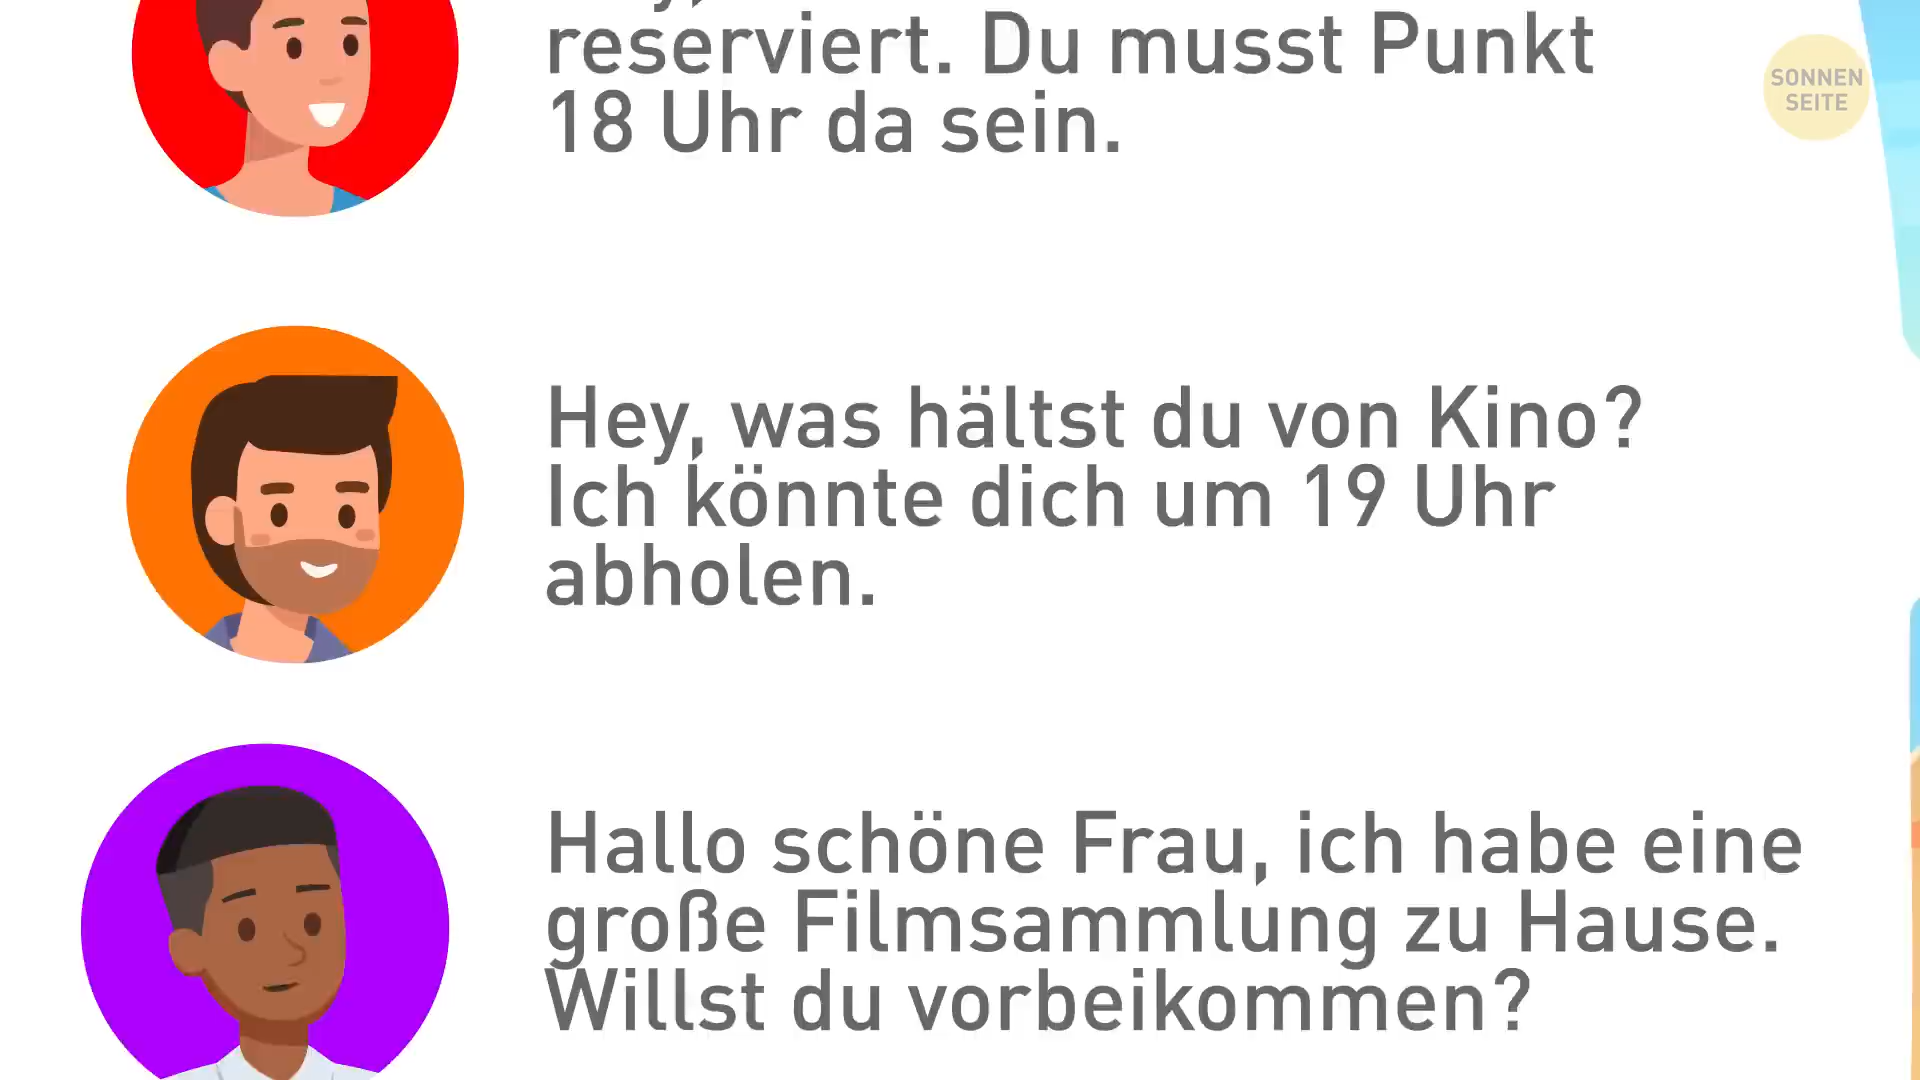 reserviert. Du musst Punkt
18 Uhr da sein.
SONNEN
SEITE
Hey, was hältst du von Kino?
Ich könnte dich um 19 Uhr
abholen.
Hallo schöne Frau, ich habe eine
große Filmsammlung zu Hause.
Willst du vorbeikommen?